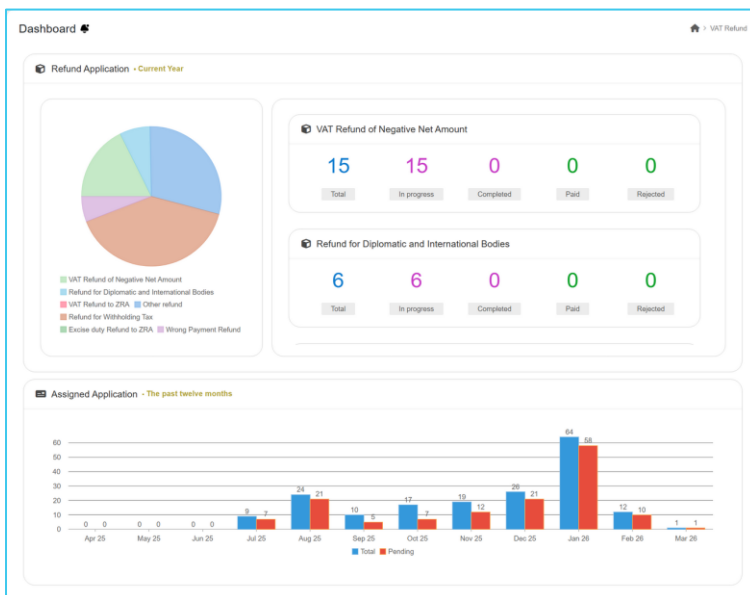 Dashboard
> VAT Refund
Refund Application - Current Year
VAT Refund of Negative Net Amount
Refund for Diplomatic and International Bodies
VAT Refund to ZRA Other refund
Refund for Withholding Tax
Excise duty Refund to ZRA Wrong Payment Refund
VAT Refund of Negative Net Amount
15 15 0 0 0
Total In progress Completed Paid Rejected
Refund for Diplomatic and International Bodies
6 6 0 0 0
Total In progress Completed Paid Rejected
Assigned Application - The past twelve months
60
50
40
30
20
10
0
0 0 0 0 0 0 9 7 24 21 10 5 17 7 19 12 26 21 64 58 12 10 1 1
Apr 25 May 25 Jun 25 Jul 25 Aug 25 Sep 25 Oct 25 Nov 25 Dec 25 Jan 26 Feb 26 Mar 26
Total Pending